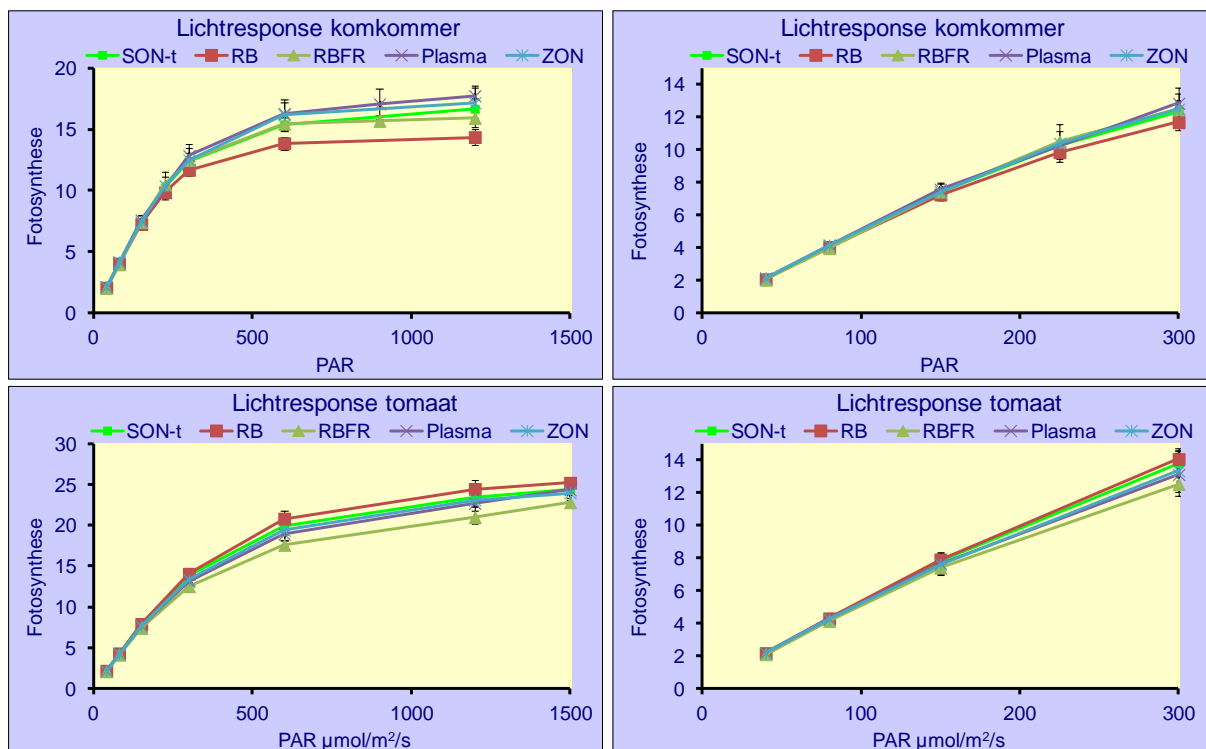 Lichtresponse komkommer
SON-t RB RBFR Plasma ZON
20
15
10
5
0
0 500 1000 1500
Fotosynthese
PAR
Lichtresponse komkommer
SON-t RB RBFR Plasma ZON
14
12
10
8
6
4
2
0
0 100 200 300
Fotosynthese
PAR
Lichtresponse tomaat
SON-t RB RBFR Plasma ZON
30
25
20
15
10
5
0
0 500 1000 1500
Fotosynthese
PAR µmol/m²/s
Lichtresponse tomaat
SON-t RB RBFR Plasma ZON
14
12
10
8
6
4
2
0
0 100 200 300
Fotosynthese
PAR µmol/m²/s